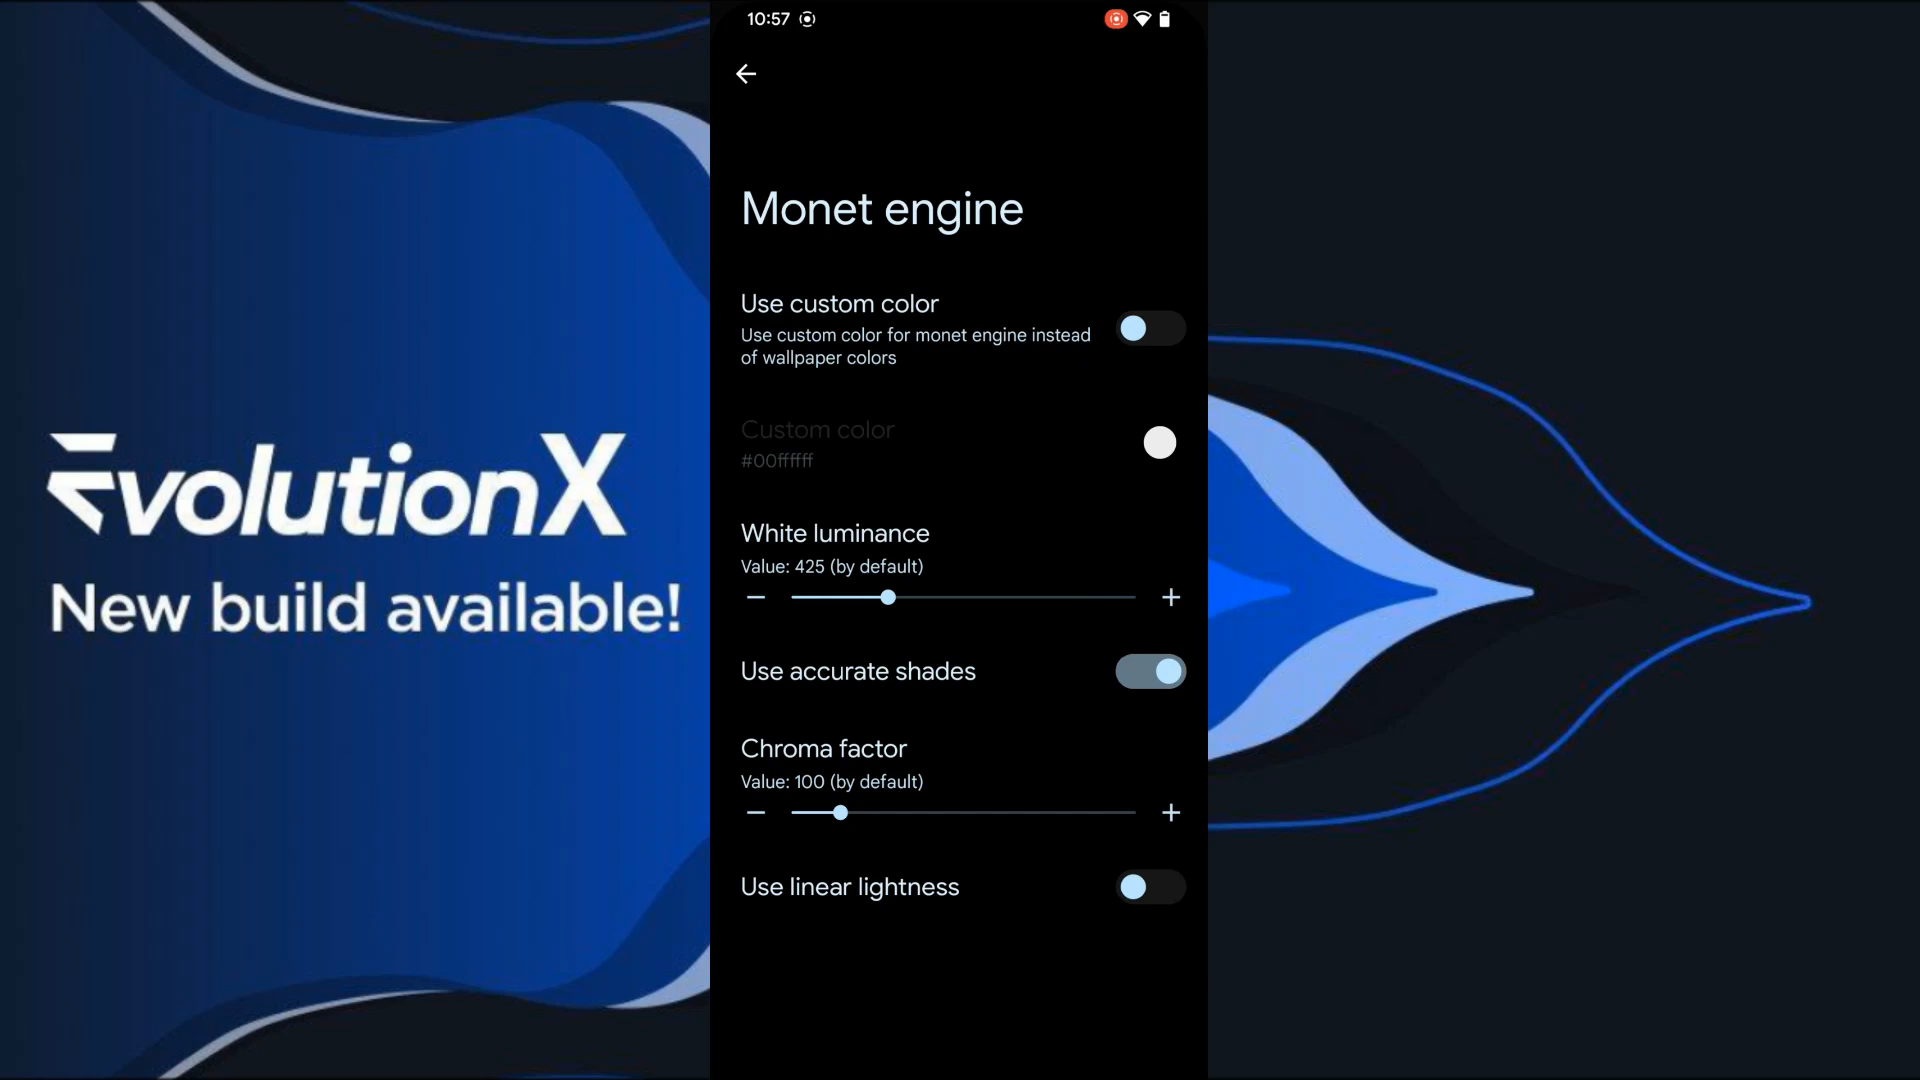 EvolutionX
New build available!
10:57
Monet engine
Use custom color
Use custom color for monet engine instead
of wallpaper colors
Custom color
#00ffffff
White luminance
Value: 425 (by default)
Use accurate shades
Chroma factor
Value: 100 (by default)
Use linear lightness